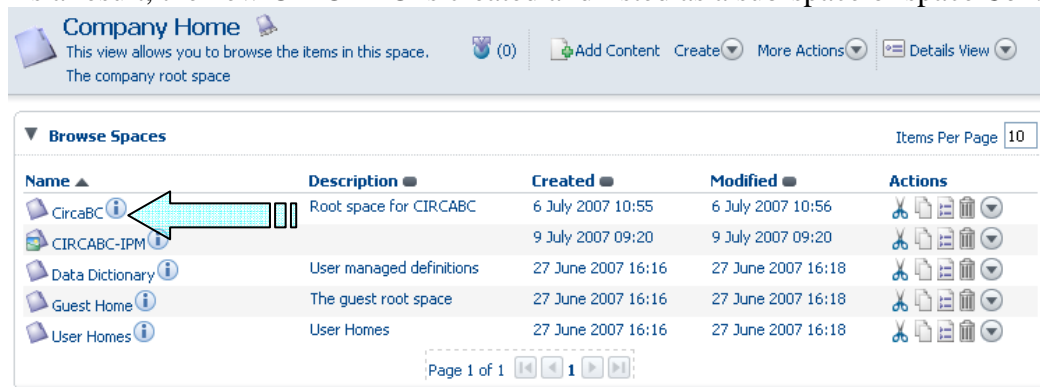 Company Home
This view allows you to browse the items in this space.
The company root space
(0) Add Content Create More Actions Details View
Browse Spaces Items Per Page 10
Name Description Created Modified Actions
CircaBC Root space for CIRCABC 6 July 2007 10:55 6 July 2007 10:56
CIRCABC-IPM 9 July 2007 09:20 9 July 2007 09:20
Data Dictionary User managed definitions 27 June 2007 16:16 27 June 2007 16:18
Guest Home The guest root space 27 June 2007 16:16 27 June 2007 16:18
User Homes User Homes 27 June 2007 16:16 27 June 2007 16:18
Page 1 of 1 1